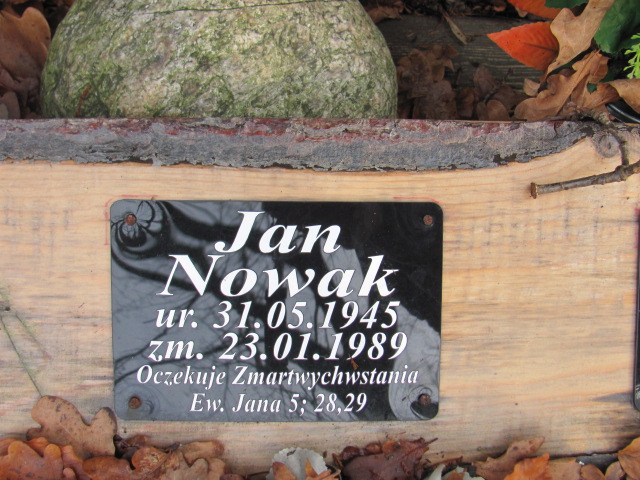 Jan
Nowak
ur. 31.05.1945
zm. 23.01.1989
Oczekuje Zmartwychwstania
Ew. Jana 5; 28,29